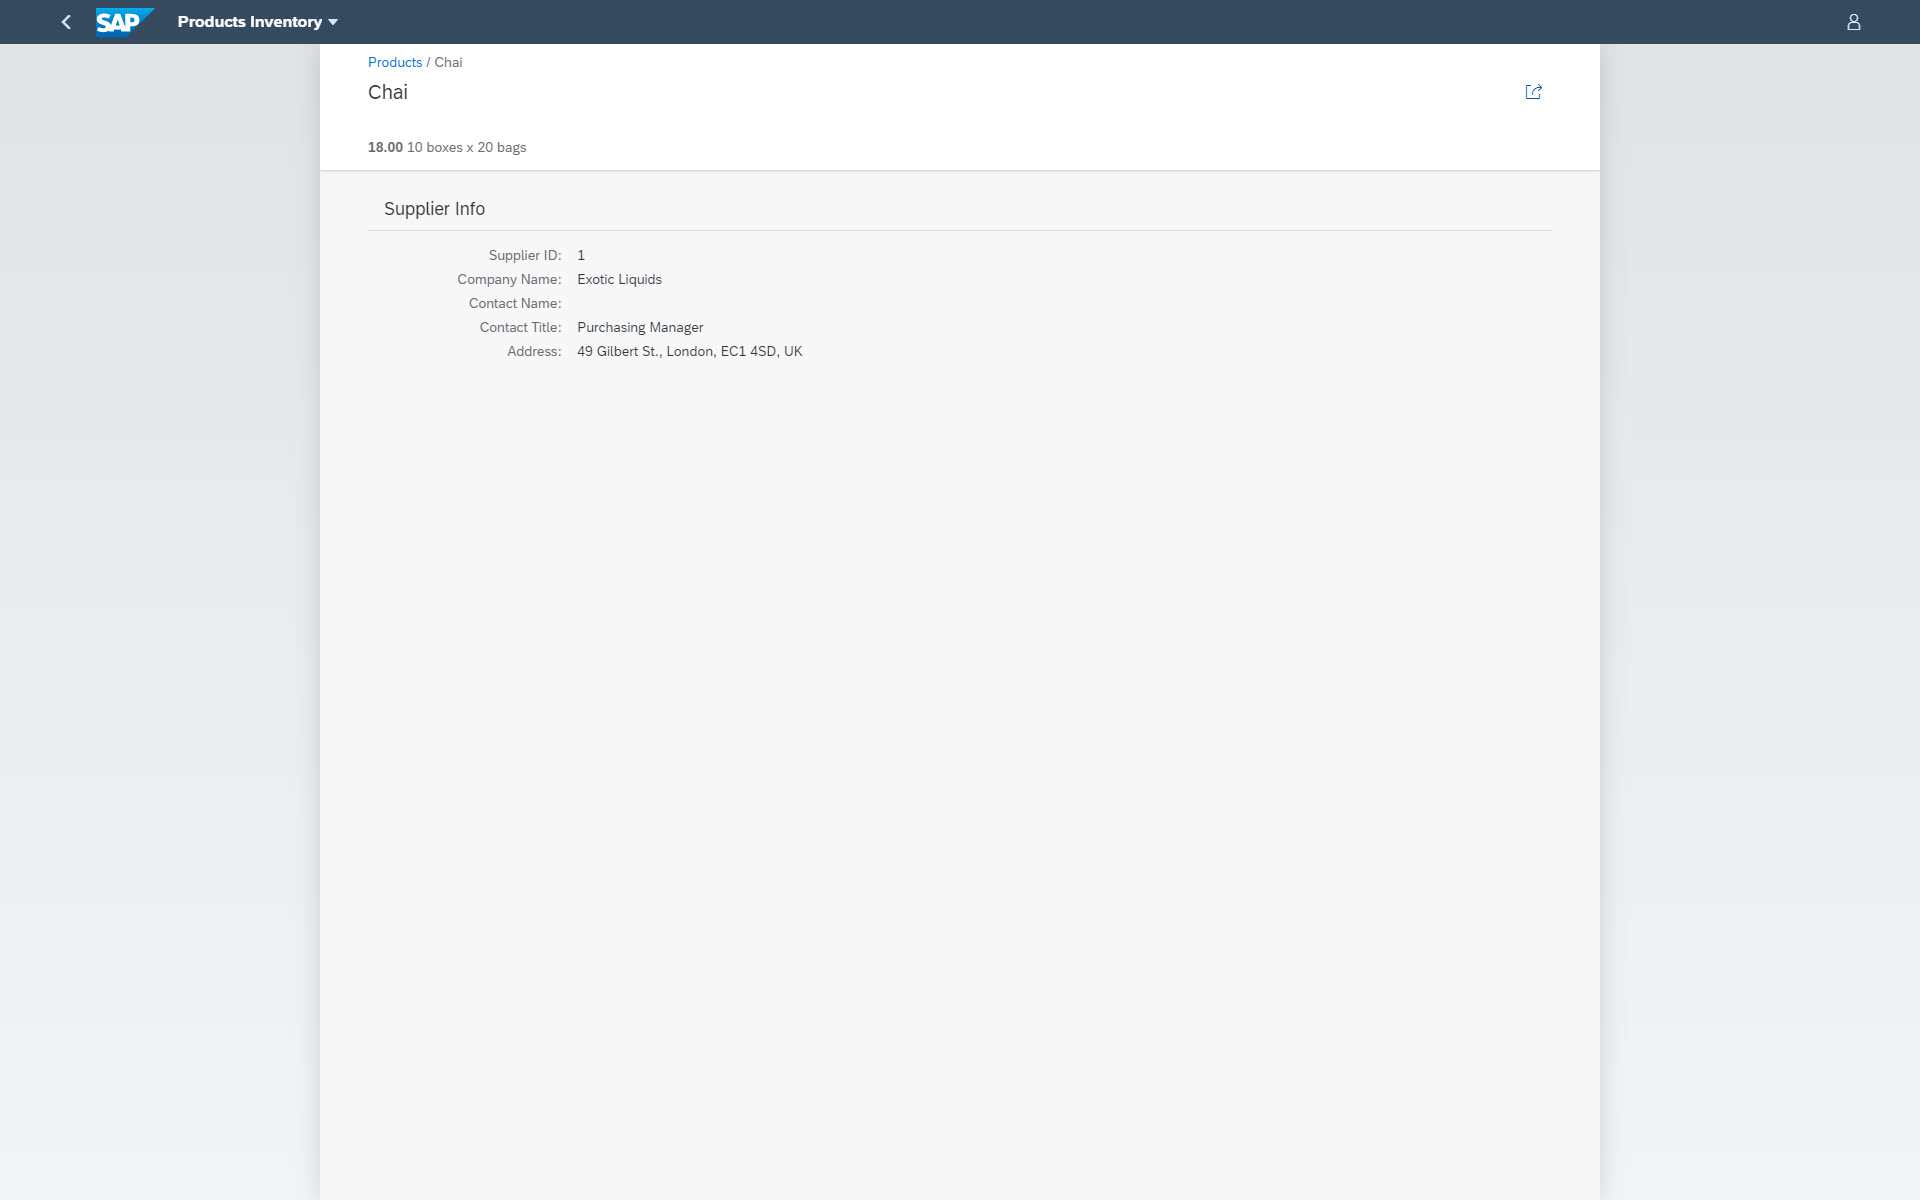 SAP Products Inventory
Products / Chai
Chai
18.00 10 boxes x 20 bags
Supplier Info
Supplier ID: 1
Company Name: Exotic Liquids
Contact Name:
Contact Title: Purchasing Manager
Address: 49 Gilbert St., London, EC1 4SD, UK